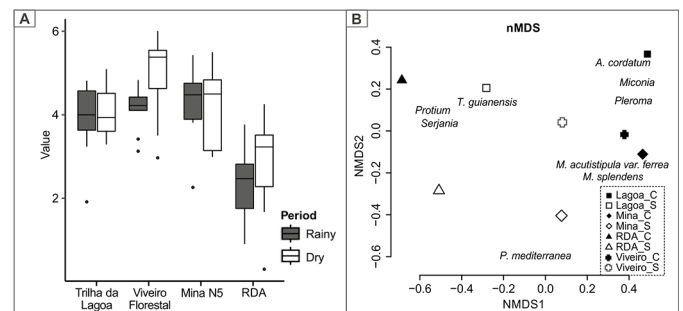 A
Value
6
4
2
Period
Rainy
Dry
Trilha da Lagoa
Viveiro Florestal
Mina N5
RDA
B
nMDS
NMDS2
0.4
0.2
0.0
−0.2
−0.4
−0.6
A. cordatum
Miconia
Pleroma
T. guianensis
Protium
Serjania
M. acutistipula var. ferrea
M. splendens
P. mediterranea
Lagoa_C
Lagoa_S
Mina_C
Mina_S
RDA_C
RDA_S
Viveiro_C
Viveiro_S
−0.6 −0.4 −0.2 0.0 0.2 0.4
NMDS1